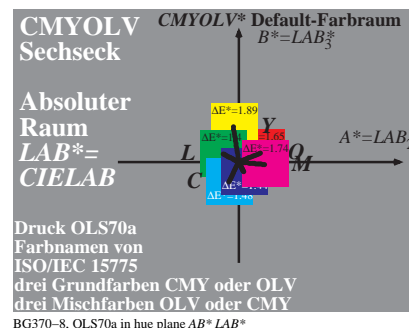 CMYOLV
Sechseck
CMYOLV* Default-Farbraum
B*=LAB*3
Absoluter
Raum
LAB*=
CIELAB
ΔE*=1.89
Y
1.65
ΔE*=1.74
A*=LAB
L
O
M
C
ΔE*=1.48
Druck OLS70a
Farbnamen von
ISO/IEC 15775
drei Grundfarben CMY oder OLV
drei Mischfarben OLV oder CMY
BG370–8, OLS70a in hue plane AB* LAB*